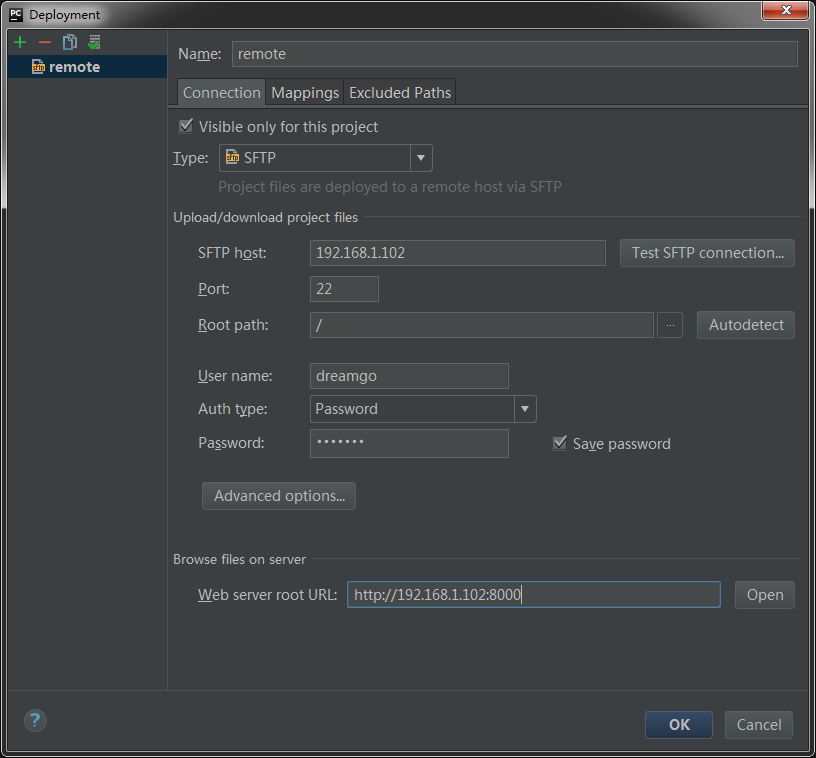 PC Deployment
Name: remote
remote
Connection Mappings Excluded Paths
Visible only for this project
Type: SFTP
Project files are deployed to a remote host via SFTP
Upload/download project files
SFTP host: 192.168.1.102 Test SFTP connection...
Port: 22
Root path: / ... Autodetect
User name: dreamgo
Auth type: Password
Password: ••••••• Save password
Advanced options...
Browse files on server
Web server root URL: http://192.168.1.102:8000 Open
? OK Cancel